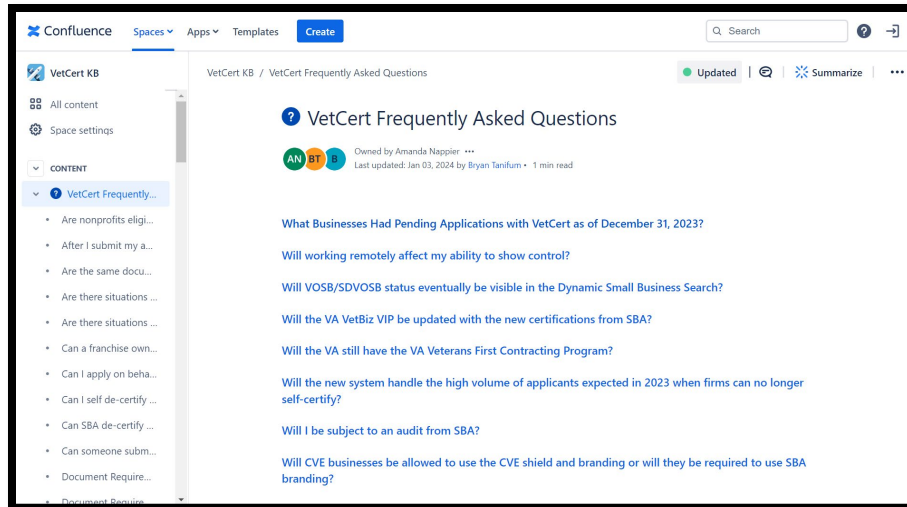 Confluence Spaces Apps Templates Create Search
VetCert KB
All content
Space settings
CONTENT
VetCert Frequently...
Are nonprofits eligi...
After I submit my a...
Are the same docu...
Are there situations ...
Are there situations ...
Can a franchise own...
Can I apply on beha...
Can I self de-certify ...
Can SBA de-certify ...
Can someone subm...
Document Require...
Document Require...
VetCert KB / VetCert Frequently Asked Questions
Updated Summarize
VetCert Frequently Asked Questions
AN BT B
Owned by Amanda Nappier
Last updated: Jan 03, 2024 by Bryan Tanifum • 1 min read
What Businesses Had Pending Applications with VetCert as of December 31, 2023?
Will working remotely affect my ability to show control?
Will VOSB/SDVOSB status eventually be visible in the Dynamic Small Business Search?
Will the VA VetBiz VIP be updated with the new certifications from SBA?
Will the VA still have the VA Veterans First Contracting Program?
Will the new system handle the high volume of applicants expected in 2023 when firms can no longer
self-certify?
Will I be subject to an audit from SBA?
Will CVE businesses be allowed to use the CVE shield and branding or will they be required to use SBA
branding?